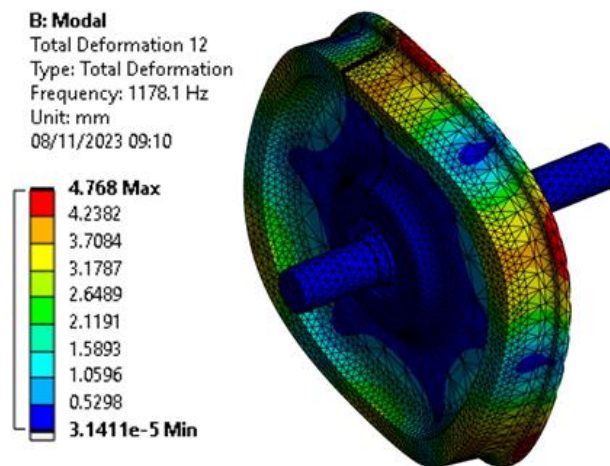 B: Modal
Total Deformation 12
Type: Total Deformation
Frequency: 1178.1 Hz
Unit: mm
08/11/2023 09:10
4.768 Max
4.2382
3.7084
3.1787
2.6489
2.1191
1.5893
1.0596
0.5298
3.1411e-5 Min